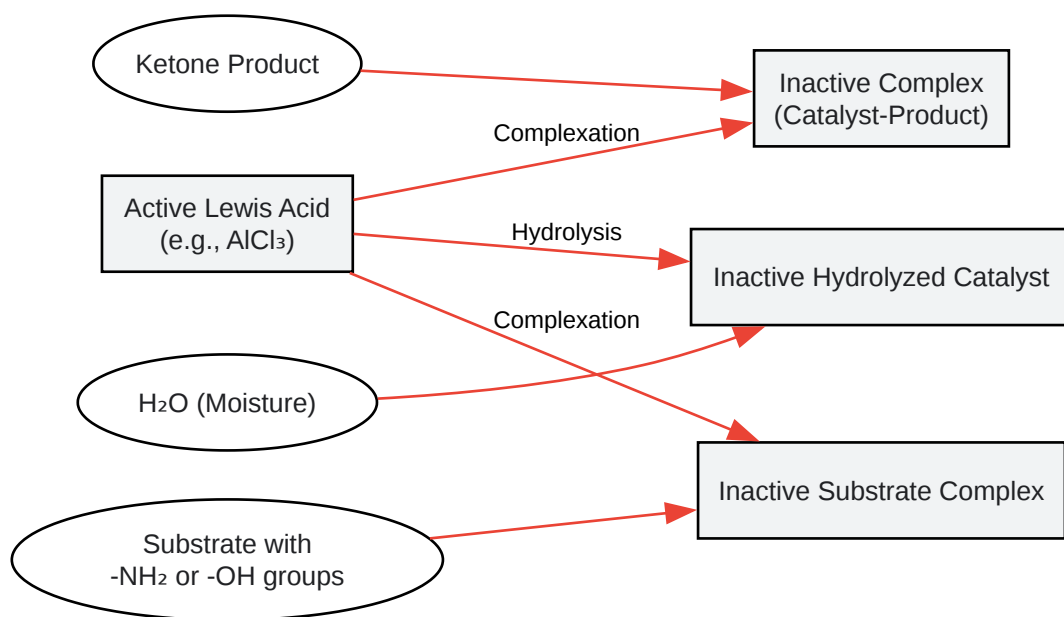 Ketone Product
Inactive Complex
(Catalyst-Product)
Complexation
Active Lewis Acid
(e.g., AlCl₃)
Hydrolysis
Inactive Hydrolyzed Catalyst
Complexation
H₂O (Moisture)
Inactive Substrate Complex
Substrate with
-NH₂ or -OH groups